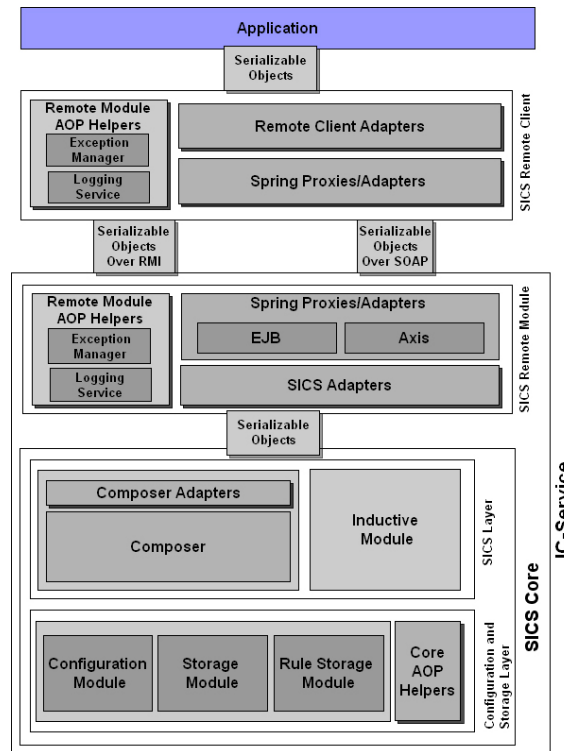 Application
Serializable
Objects
Remote Module
AOP Helpers
Exception
Manager
Logging
Service
Remote Client Adapters
Spring Proxies/Adapters
SICS Remote Client
Serializable
Objects
Over RMI
Serializable
Objects
Over SOAP
Remote Module
AOP Helpers
Exception
Manager
Logging
Service
Spring Proxies/Adapters
EJB
Axis
SICS Adapters
SICS Remote Module
Serializable
Objects
Composer Adapters
Composer
Inductive
Module
SICS Layer
Configuration
Module
Storage
Module
Rule Storage
Module
Core
AOP
Helpers
Configuration and
Storage Layer
SICS Core
IC-Service